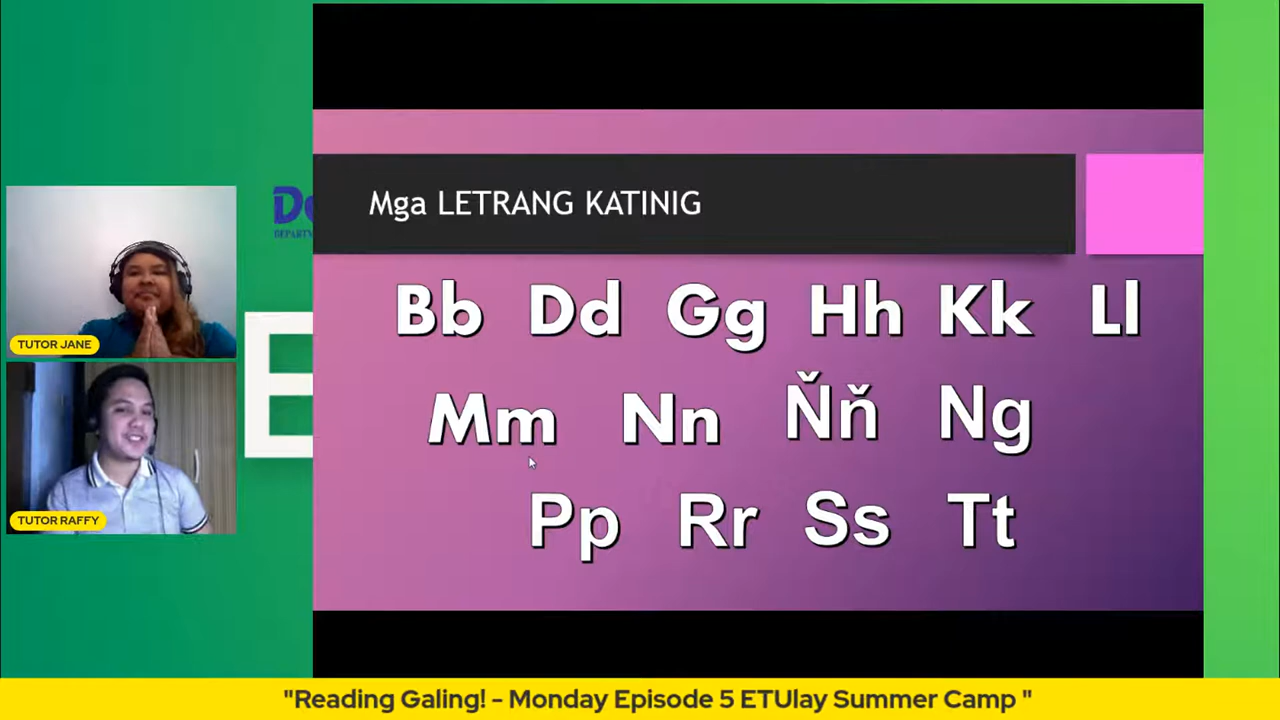 Mga LETRANG KATINIG
Bb Dd Gg Hh Kk Ll
Mm Nn Ňň Ng
Pp Rr Ss Tt
TUTOR JANE
TUTOR RAFFY
E
"Reading Galing! - Monday Episode 5 ETUlay Summer Camp "